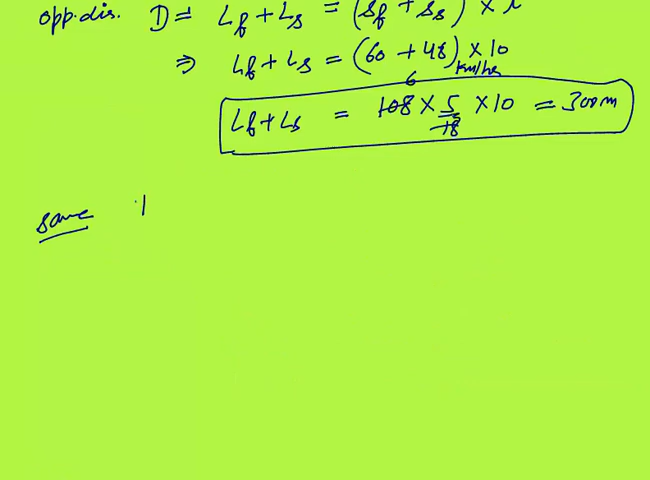 opp.dis. D = Lf + Ls = (Sf + Ss) ×
⇒ Lf + Ls = (60 + 48) × 10
km/hr
6
Lf + Ls = 108 × 5/18 × 10 = 300m
same